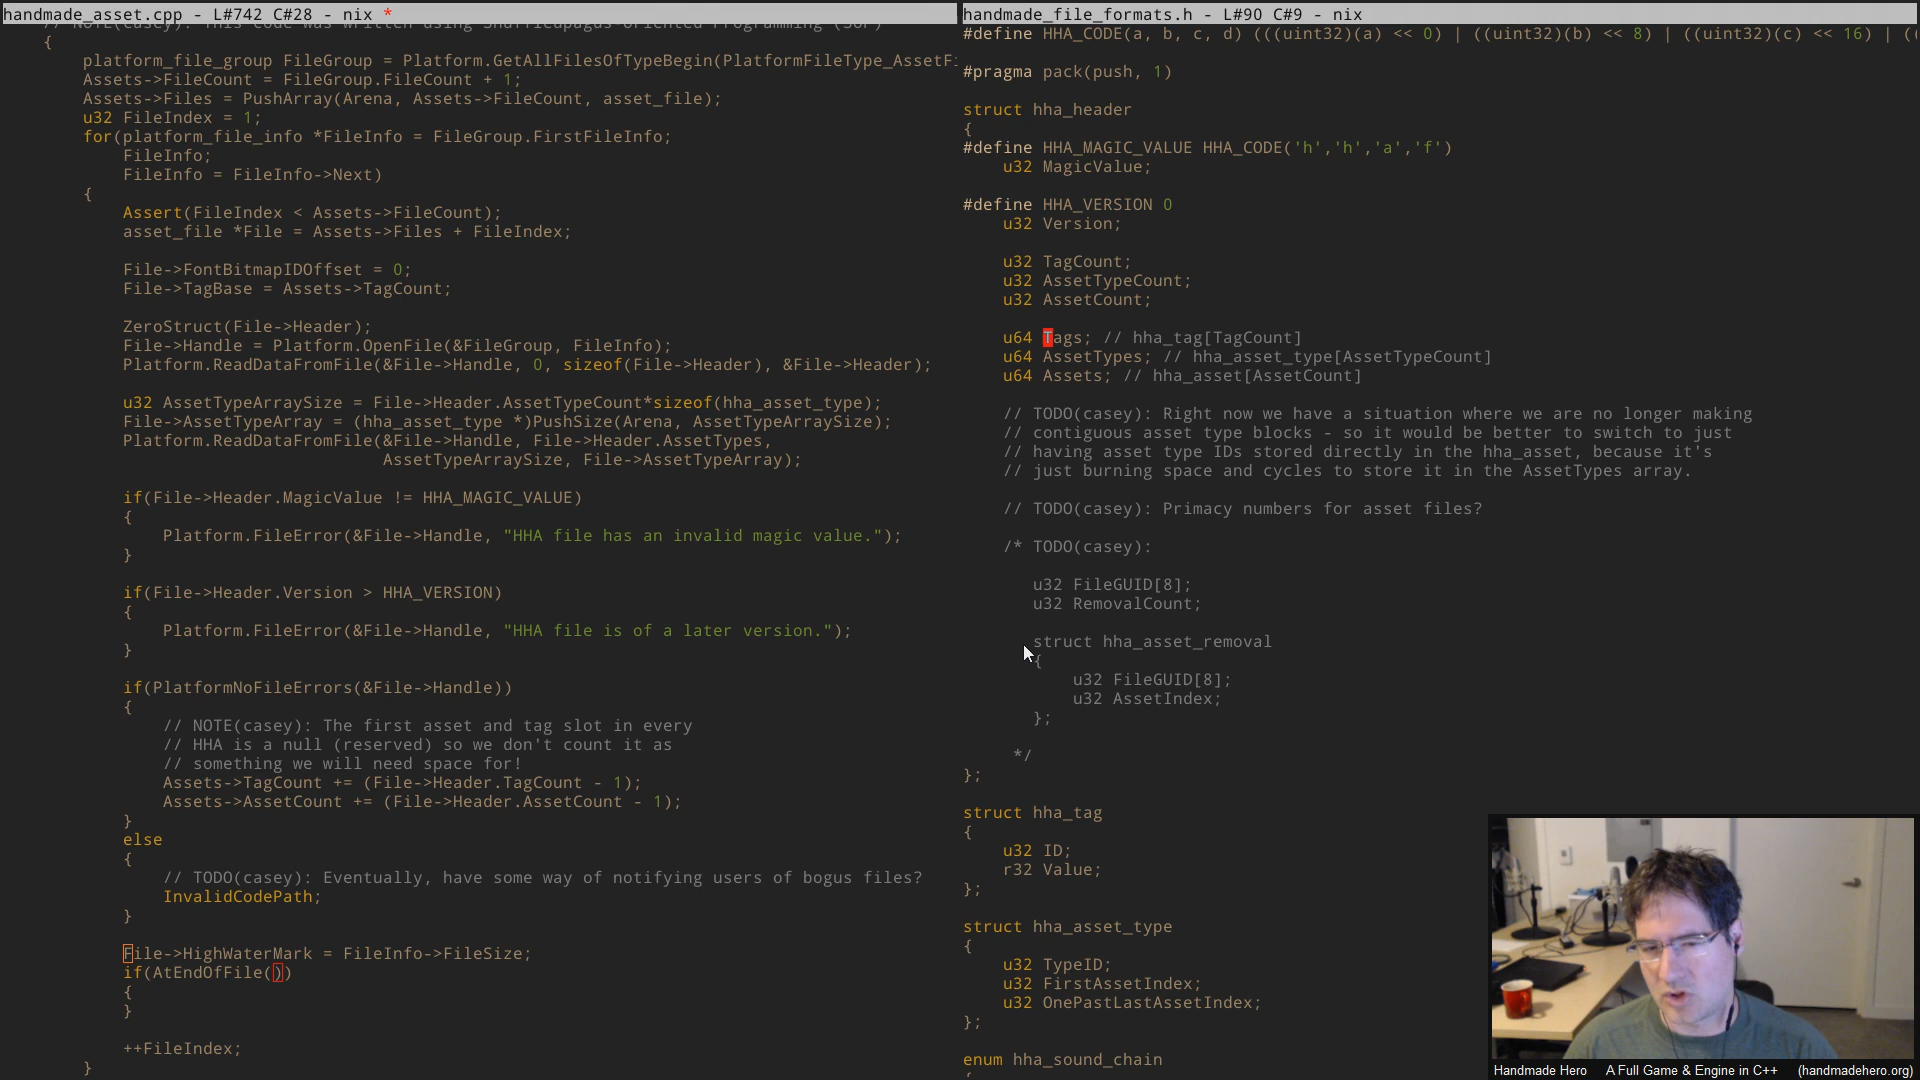 handmade_asset.cpp - L#742 C#28 - nix *
// NOTE(casey): This code was written using Snuffleupagus-Oriented Programming (SOP)
{
platform_file_group FileGroup = Platform.GetAllFilesOfTypeBegin(PlatformFileType_AssetFi
Assets->FileCount = FileGroup.FileCount + 1;
Assets->Files = PushArray(Arena, Assets->FileCount, asset_file);
u32 FileIndex = 1;
for(platform_file_info *FileInfo = FileGroup.FirstFileInfo;
FileInfo;
FileInfo = FileInfo->Next)
{
Assert(FileIndex < Assets->FileCount);
asset_file *File = Assets->Files + FileIndex;
File->FontBitmapIDOffset = 0;
File->TagBase = Assets->TagCount;
ZeroStruct(File->Header);
File->Handle = Platform.OpenFile(&FileGroup, FileInfo);
Platform.ReadDataFromFile(&File->Handle, 0, sizeof(File->Header), &File->Header);
u32 AssetTypeArraySize = File->Header.AssetTypeCount*sizeof(hha_asset_type);
File->AssetTypeArray = (hha_asset_type *)PushSize(Arena, AssetTypeArraySize);
Platform.ReadDataFromFile(&File->Handle, File->Header.AssetTypes,
AssetTypeArraySize, File->AssetTypeArray);
if(File->Header.MagicValue != HHA_MAGIC_VALUE)
{
Platform.FileError(&File->Handle, "HHA file has an invalid magic value.");
}
if(File->Header.Version > HHA_VERSION)
{
Platform.FileError(&File->Handle, "HHA file is of a later version.");
}
if(PlatformNoFileErrors(&File->Handle))
{
// NOTE(casey): The first asset and tag slot in every
// HHA is a null (reserved) so we don't count it as
// something we will need space for!
Assets->TagCount += (File->Header.TagCount - 1);
Assets->AssetCount += (File->Header.AssetCount - 1);
}
else
{
// TODO(casey): Eventually, have some way of notifying users of bogus files?
InvalidCodePath;
}
File->HighWaterMark = FileInfo->FileSize;
if(AtEndOfFile())
{
}
++FileIndex;
}
handmade_file_formats.h - L#90 C#9 - nix
#define HHA_CODE(a, b, c, d) (((uint32)(a) << 0) | ((uint32)(b) << 8) | ((uint32)(c) << 16) | ((
#pragma pack(push, 1)
struct hha_header
{
#define HHA_MAGIC_VALUE HHA_CODE('h','h','a','f')
u32 MagicValue;
#define HHA_VERSION 0
u32 Version;
u32 TagCount;
u32 AssetTypeCount;
u32 AssetCount;
u64 Tags; // hha_tag[TagCount]
u64 AssetTypes; // hha_asset_type[AssetTypeCount]
u64 Assets; // hha_asset[AssetCount]
// TODO(casey): Right now we have a situation where we are no longer making
// contiguous asset type blocks - so it would be better to switch to just
// having asset type IDs stored directly in the hha_asset, because it's
// just burning space and cycles to store it in the AssetTypes array.
// TODO(casey): Primacy numbers for asset files?
/* TODO(casey):
u32 FileGUID[8];
u32 RemovalCount;
struct hha_asset_removal
{
u32 FileGUID[8];
u32 AssetIndex;
};
*/
};
struct hha_tag
{
u32 ID;
r32 Value;
};
struct hha_asset_type
{
u32 TypeID;
u32 FirstAssetIndex;
u32 OnePastLastAssetIndex;
};
enum hha_sound_chain
{
Handmade Hero A Full Game & Engine in C++ (handmadehero.org)